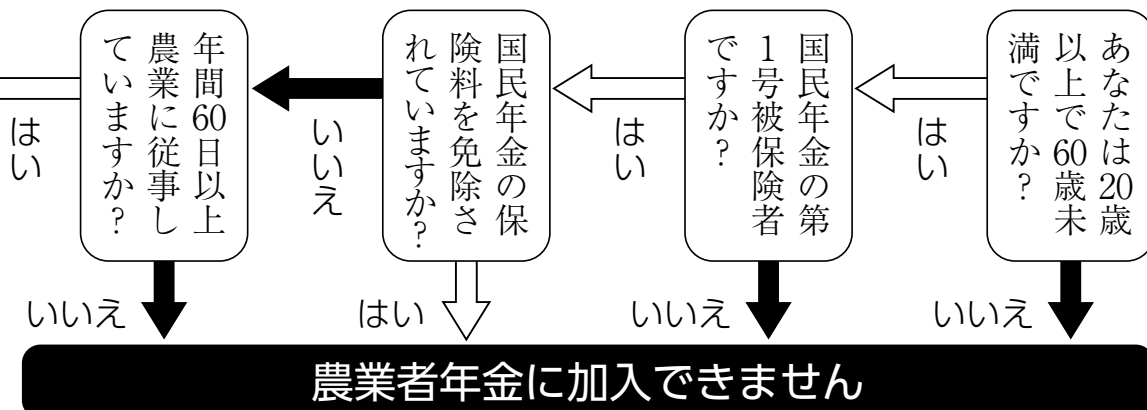 あなたは20歳
以上で60歳未
満ですか?
はい
いいえ
国民年金の第
1号被保険者
ですか?
はい
いいえ
国民年金の保
険料を免除さ
れていますか?
いいえ
はい
年間60日以上
農業に従事し
ていますか?
はい
いいえ
農業者年金に加入できません